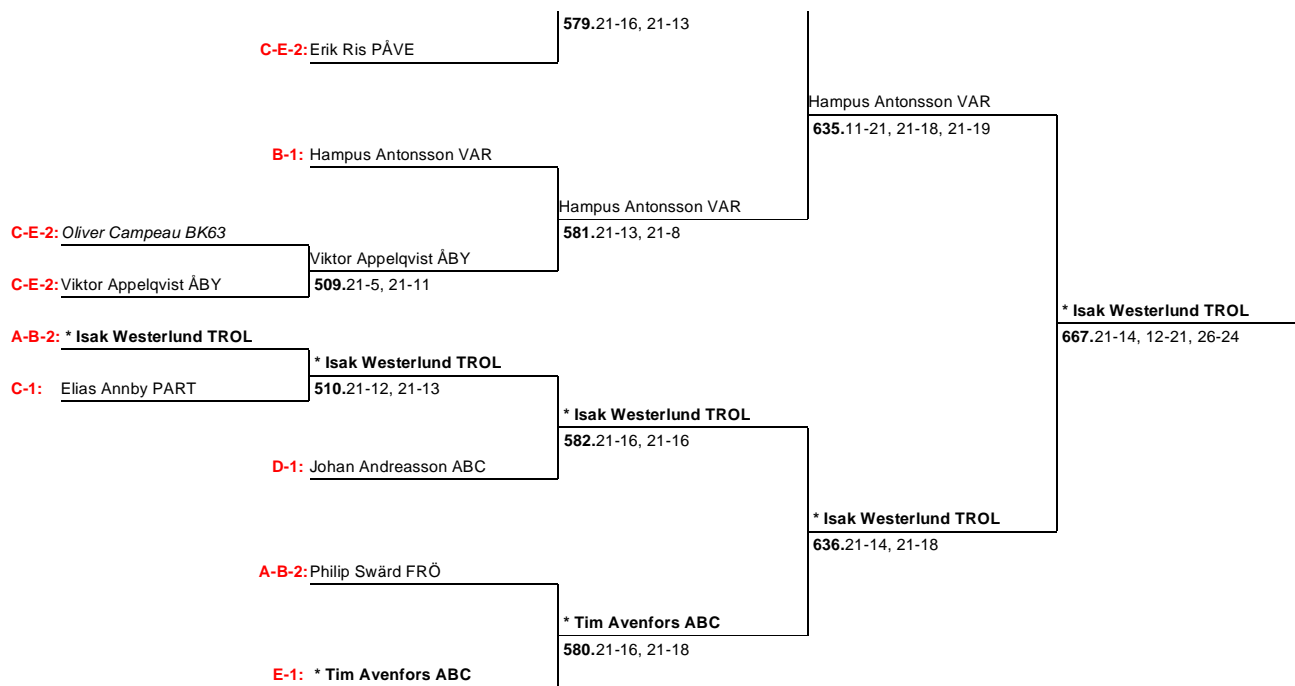 579.21-16, 21-13
C-E-2: Erik Ris PÅVE
Hampus Antonsson VAR
635.11-21, 21-18, 21-19
B-1: Hampus Antonsson VAR
Hampus Antonsson VAR
C-E-2: Oliver Campeau BK63
581.21-13, 21-8
Viktor Appelqvist ÅBY
C-E-2: Viktor Appelqvist ÅBY
509.21-5, 21-11
* Isak Westerlund TROL
A-B-2: * Isak Westerlund TROL
667.21-14, 12-21, 26-24
* Isak Westerlund TROL
C-1: Elias Annby PART
510.21-12, 21-13
* Isak Westerlund TROL
582.21-16, 21-16
D-1: Johan Andreasson ABC
* Isak Westerlund TROL
636.21-14, 21-18
A-B-2: Philip Swärd FRÖ
* Tim Avenfors ABC
580.21-16, 21-18
E-1: * Tim Avenfors ABC